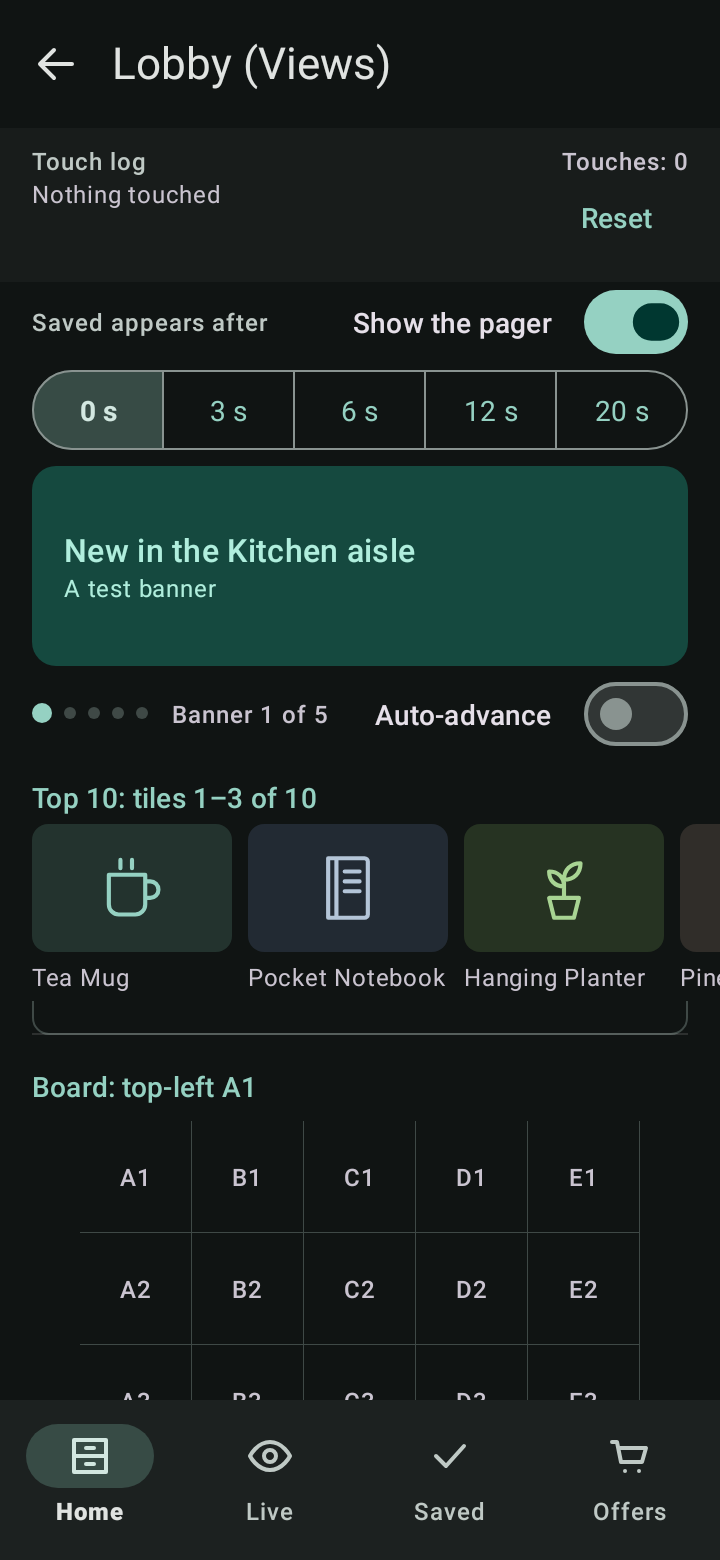 Lobby (Views)
Touch log
Touches: 0
Nothing touched
Reset
Saved appears after
Show the pager
0 s
3 s
6 s
12 s
20 s
New in the Kitchen aisle
A test banner
Banner 1 of 5
Auto-advance
Top 10: tiles 1–3 of 10
Tea Mug
Pocket Notebook
Hanging Planter
Board: top-left A1
A1 B1 C1 D1 E1
A2 B2 C2 D2 E2
Home
Live
Saved
Offers